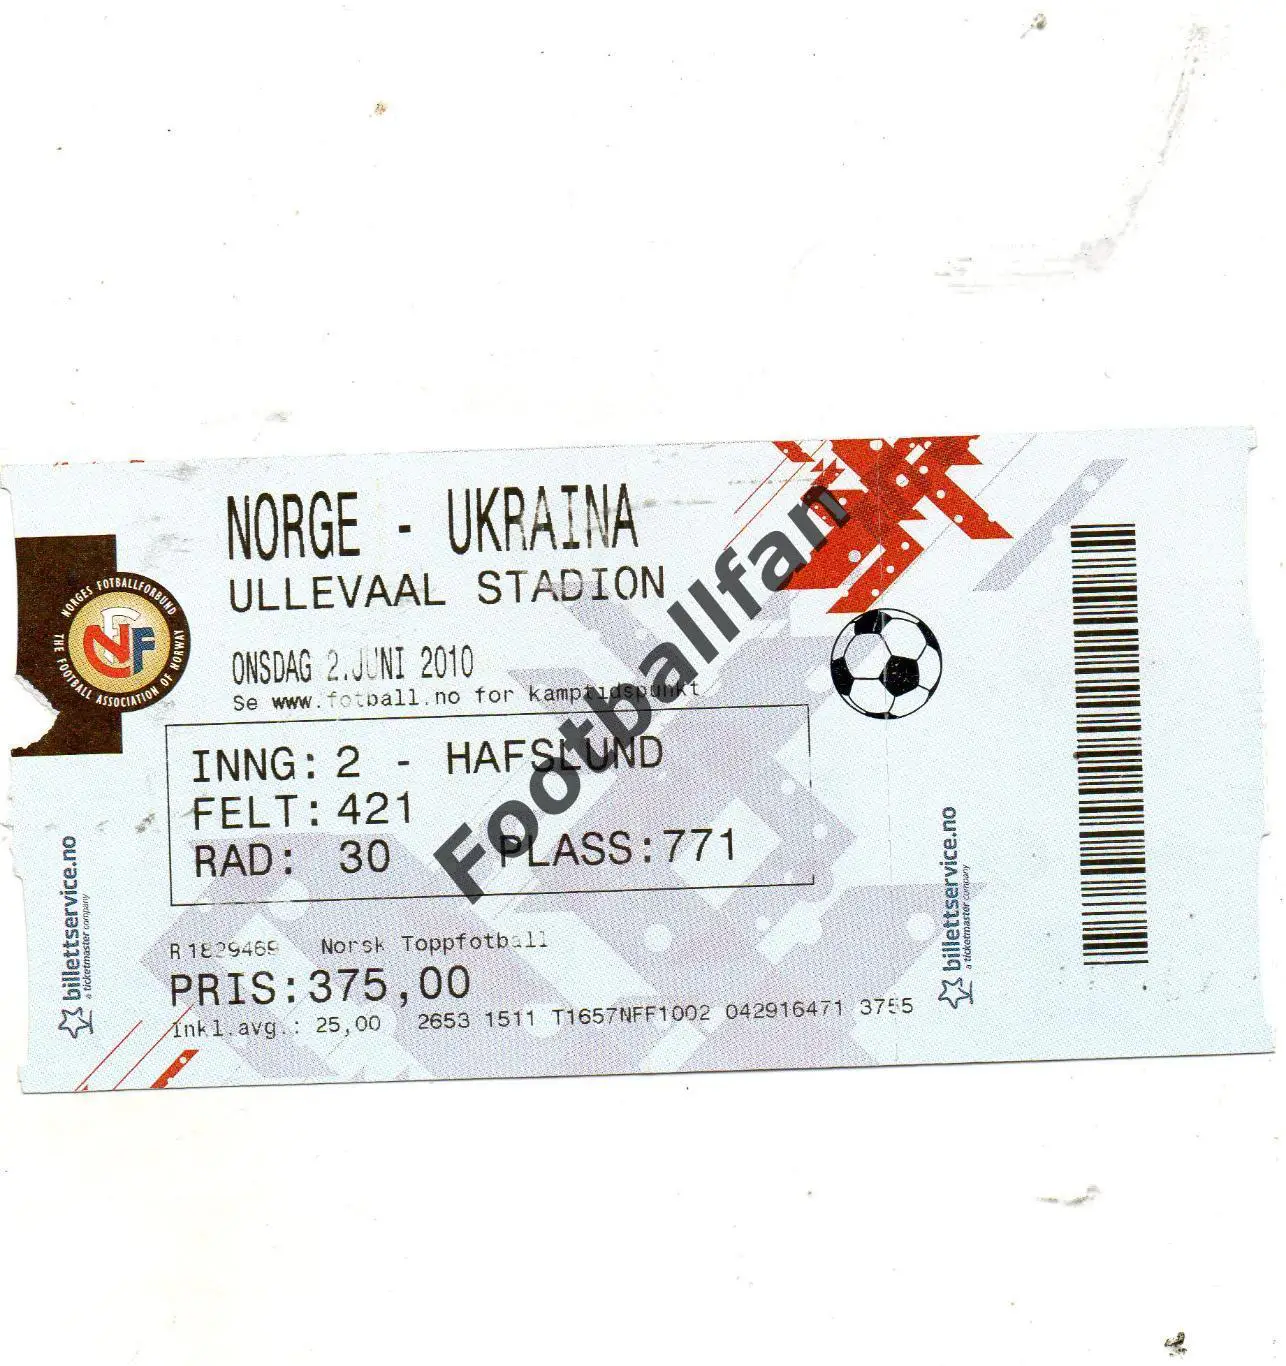 NORGE - UKRAINA
ULLEVAAL STADION
ONSDAG 2.JUNI 2010
Se www.fotball.no for kamptidspunkt
NORGES FOTBALLFORBUND
THE FOOTBALL ASSOCIATION OF NORWAY
NFF
INNG: 2 - HAFSLUND
FELT: 421
RAD: 30 PLASS:771
R1829469 Norsk Toppfotball
PRIS:375,00
Inkl.avg.: 25,00 2653 1511 T1657NFF1002 042916471 3755
billettservice.no
a ticketmaster company
billettservice.no
a ticketmaster company
Footballfan